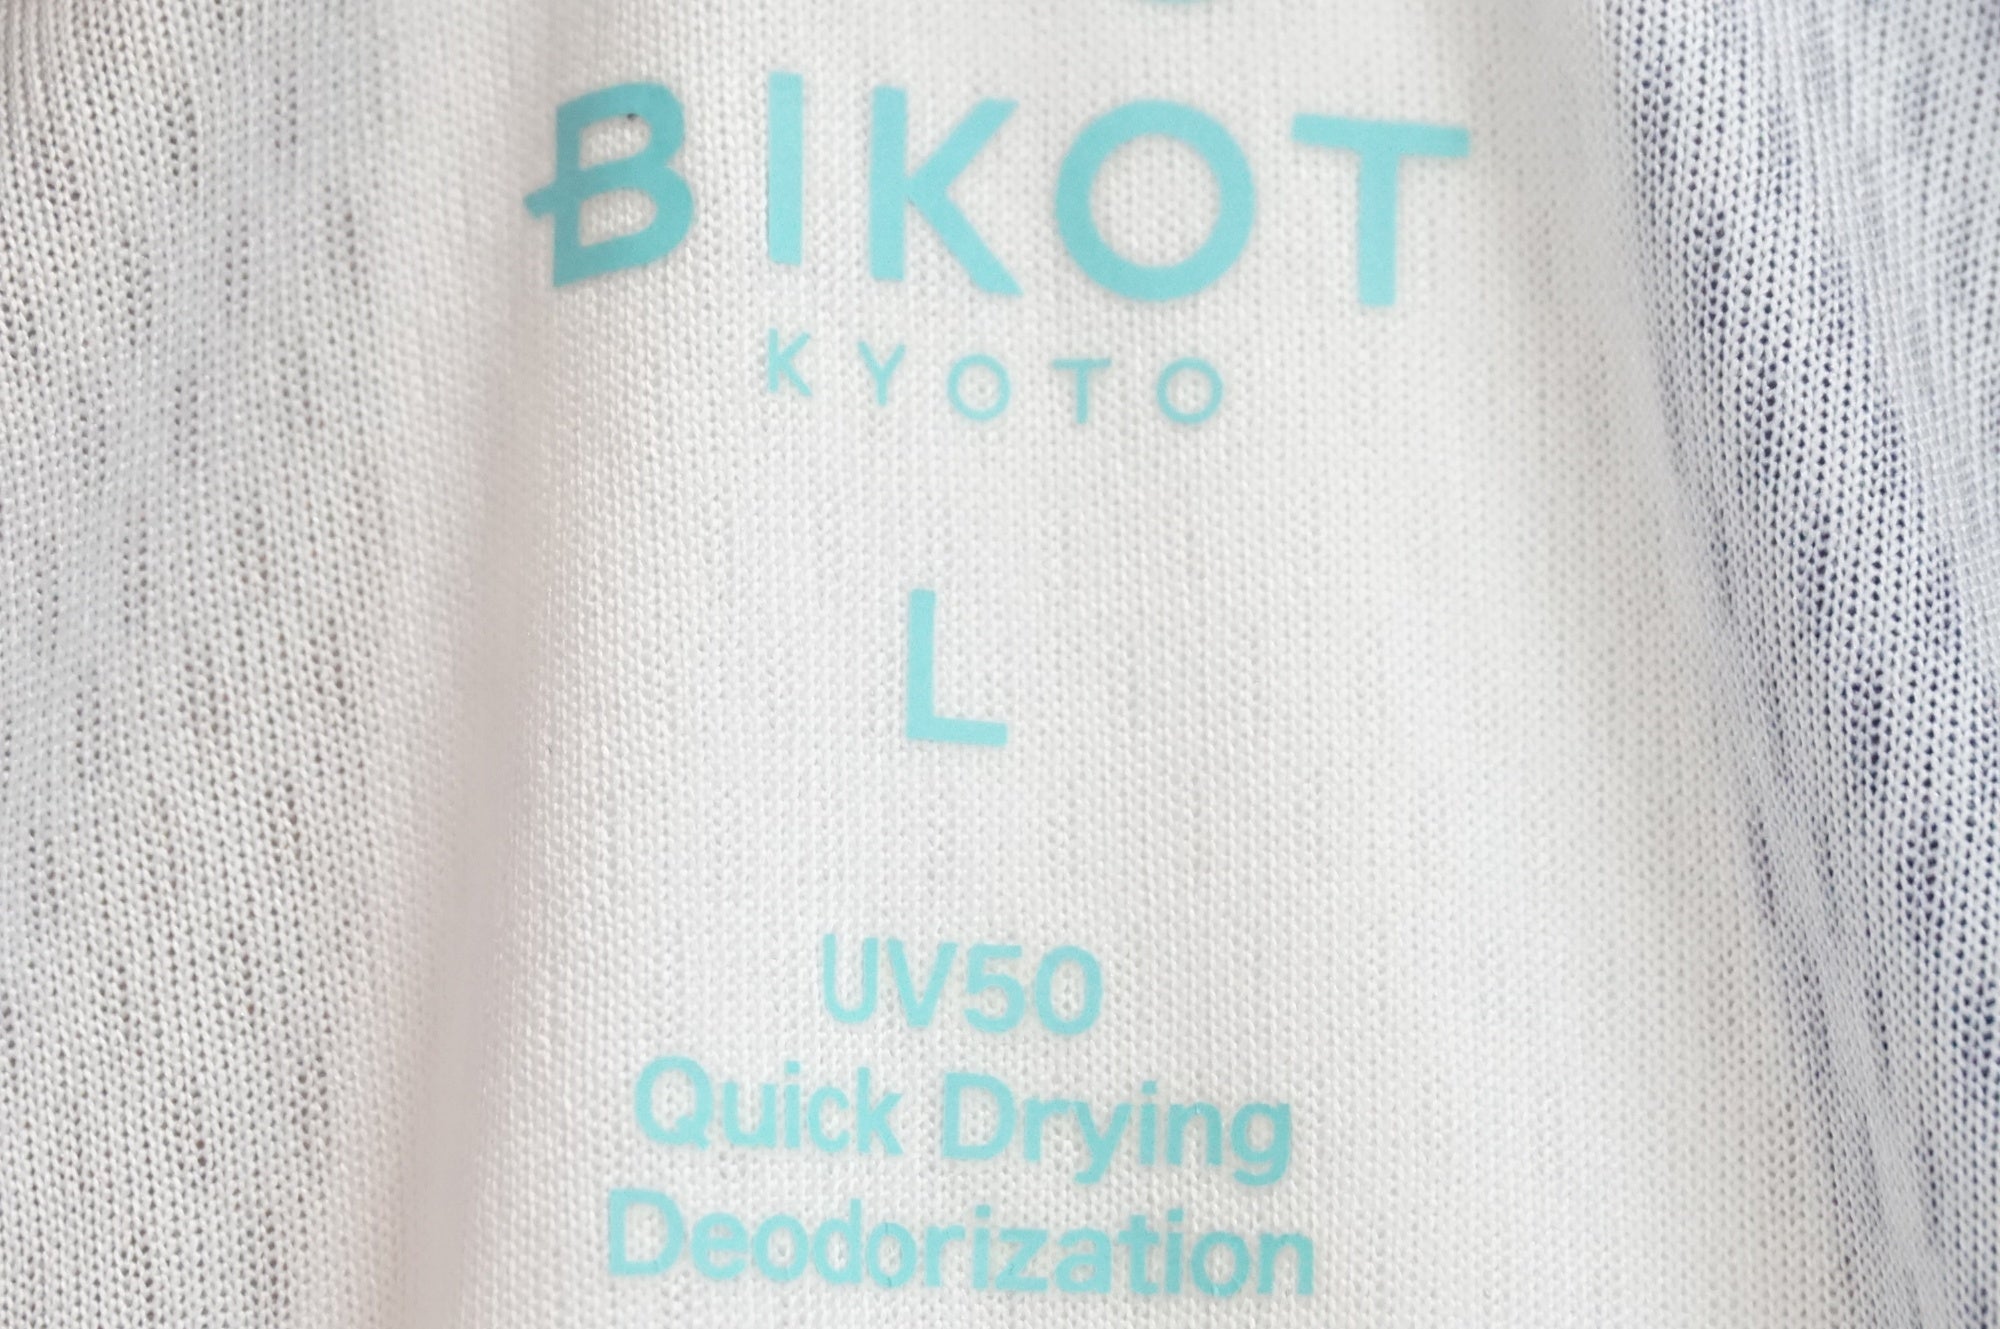 BIKOT
KYOTO
L
UV50
Quick Drying
Deodorization